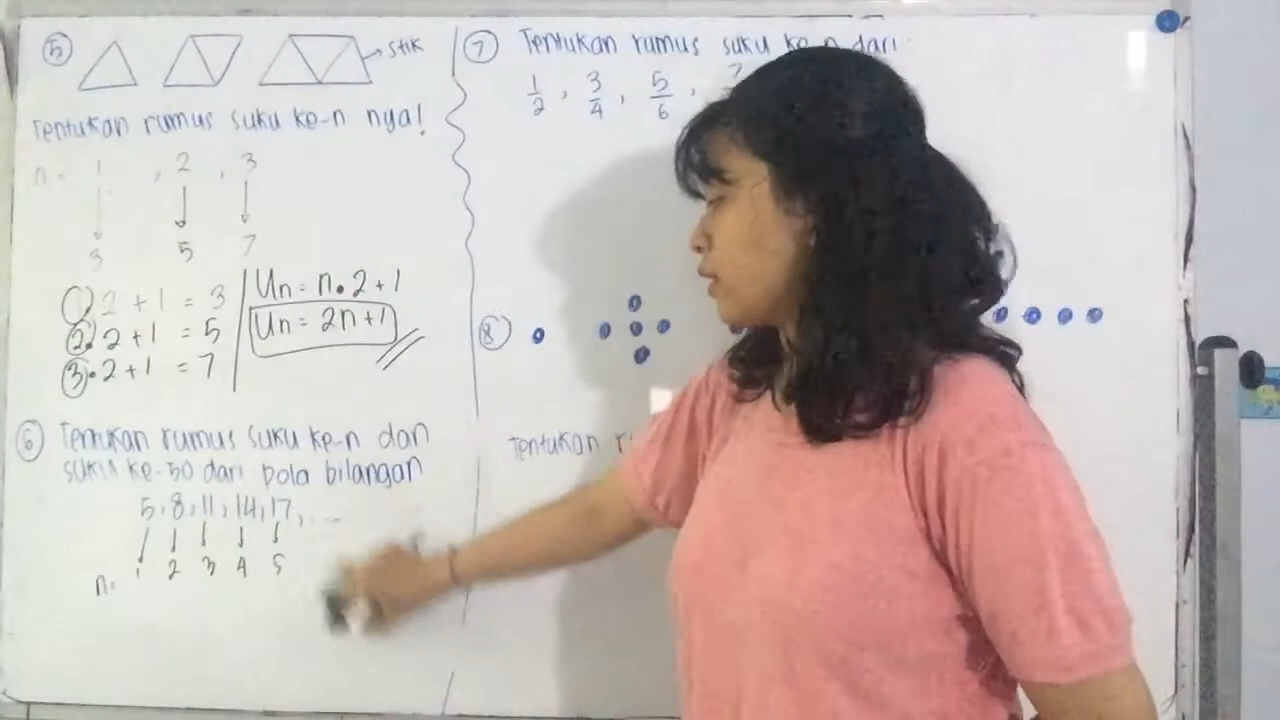 5
stik
Tentukan rumus suku ke-n nya!
n = 1 , 2 , 3
3 5 7
1. 2 + 1 = 3
2. 2 + 1 = 5
3. 2 + 1 = 7
Un = n • 2 + 1
Un = 2n+1
6 Tentukan rumus suku ke-n dan
suku ke-50 dari pola bilangan
5, 8, 11, 14, 17, ...
n = 1 2 3 4 5
7 Tentukan rumus suku ke-n dari
1/2 , 3/4 , 5/6 ,
8
Tentukan